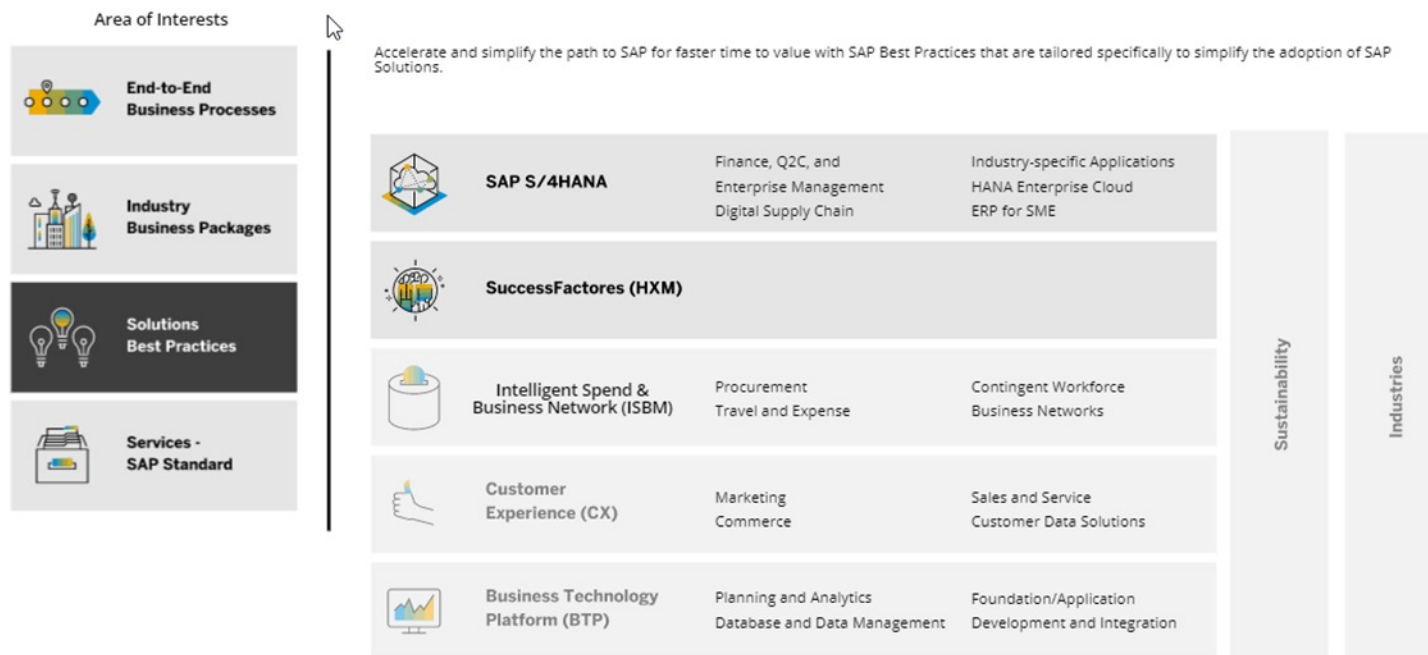 Area of Interests
End-to-End
Business Processes
Industry
Business Packages
Solutions
Best Practices
Services -
SAP Standard
Accelerate and simplify the path to SAP for faster time to value with SAP Best Practices that are tailored specifically to simplify the adoption of SAP
Solutions.
SAP S/4HANA
Finance, Q2C, and
Enterprise Management
Digital Supply Chain
Industry-specific Applications
HANA Enterprise Cloud
ERP for SME
SuccessFactores (HXM)
Intelligent Spend &
Business Network (ISBM)
Procurement
Travel and Expense
Contingent Workforce
Business Networks
Customer
Experience (CX)
Marketing
Commerce
Sales and Service
Customer Data Solutions
Business Technology
Platform (BTP)
Planning and Analytics
Database and Data Management
Foundation/Application
Development and Integration
Sustainability
Industries